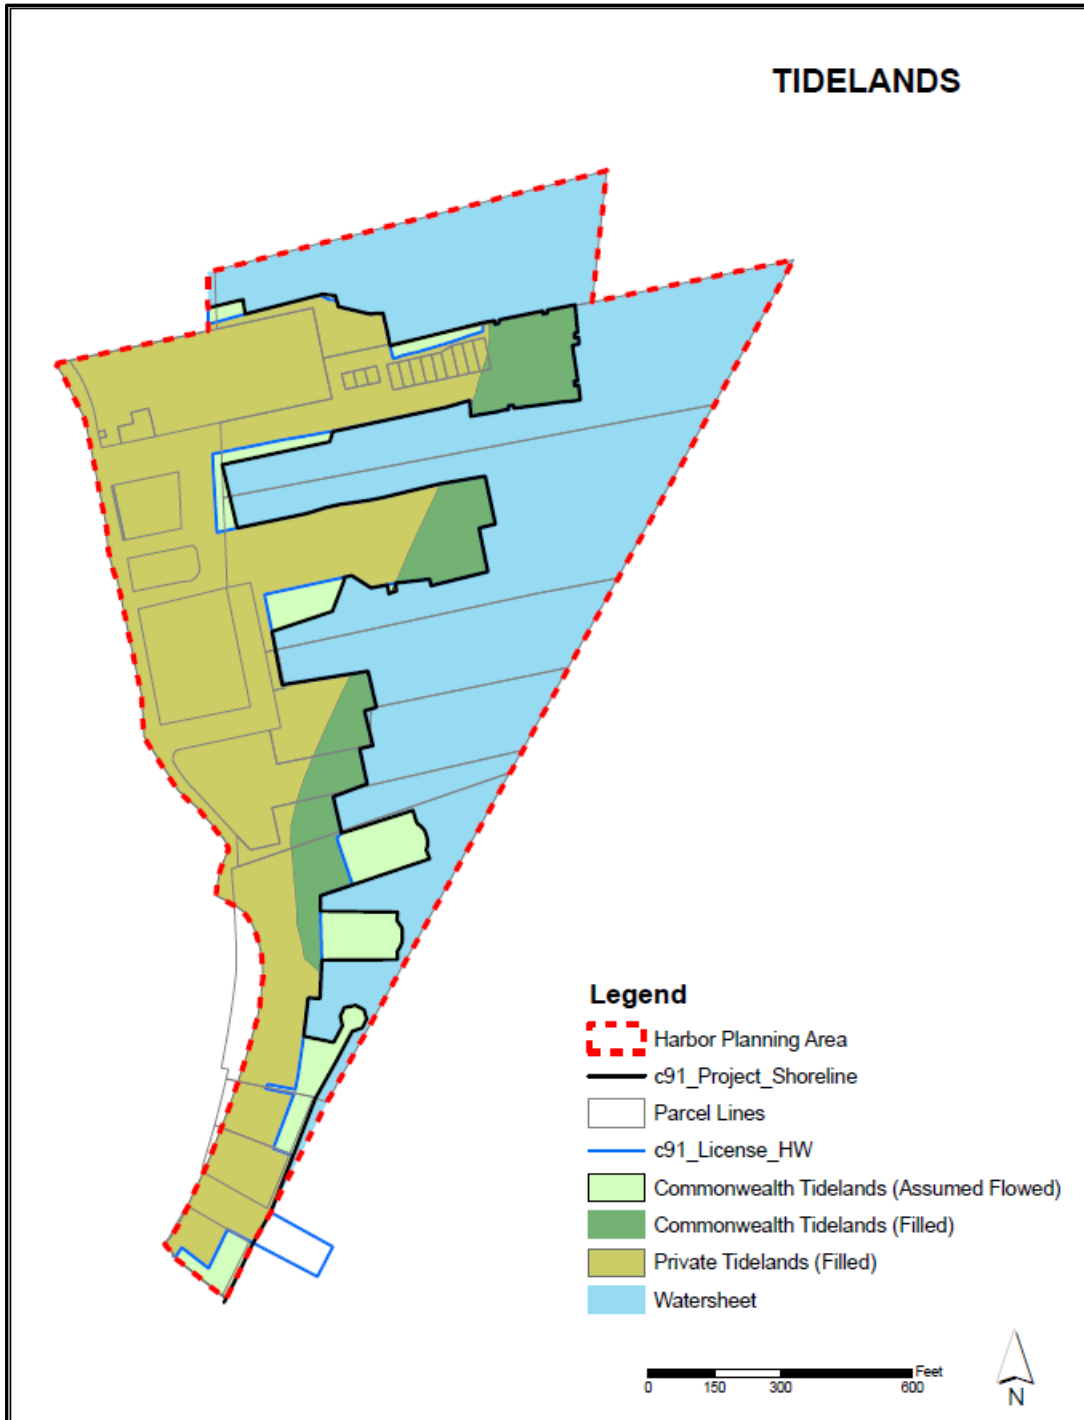 TIDELANDS
Legend
Harbor Planning Area
c91_Project_Shoreline
Parcel Lines
c91_License_HW
Commonwealth Tidelands (Assumed Flowed)
Commonwealth Tidelands (Filled)
Private Tidelands (Filled)
Watersheet
Feet
0 150 300 600
N